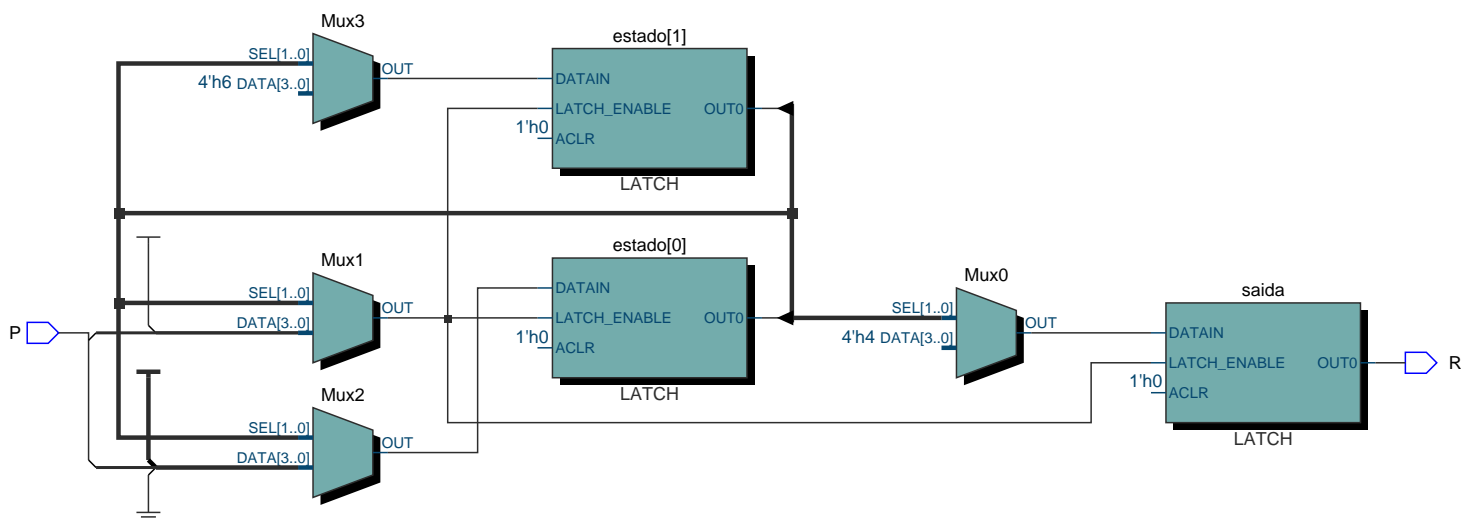 Mux3
SEL[1..0]
4'h6 DATA[3..0]
OUT
estado[1]
DATAIN
LATCH_ENABLE
1'h0 ACLR
OUT0
LATCH
Mux1
SEL[1..0]
DATA[3..0]
OUT
P
estado[0]
DATAIN
LATCH_ENABLE
1'h0 ACLR
OUT0
LATCH
Mux2
SEL[1..0]
DATA[3..0]
OUT
Mux0
SEL[1..0]
4'h4 DATA[3..0]
OUT
saida
DATAIN
LATCH_ENABLE
1'h0 ACLR
OUT0
LATCH
R